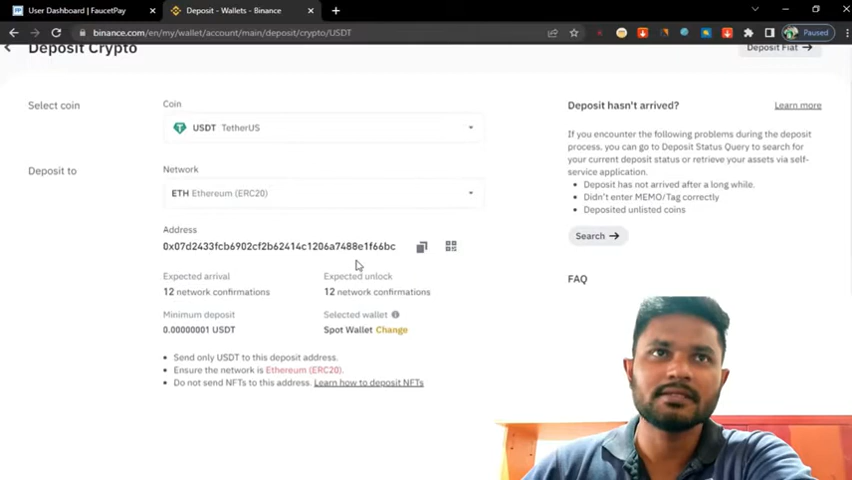 User Dashboard | FaucetPay
Deposit - Wallets - Binance
binance.com/en/my/wallet/account/main/deposit/crypto/USDT
Paused
Deposit Crypto
Deposit Fiat
Select coin
Coin
USDT TetherUS
Deposit to
Network
ETH Ethereum (ERC20)
Address
0x07d2433fcb6902cf2b62414c1206a7488e1f66bc
Expected arrival
12 network confirmations
Expected unlock
12 network confirmations
Minimum deposit
0.00000001 USDT
Selected wallet
Spot Wallet Change
Send only USDT to this deposit address.
Ensure the network is Ethereum (ERC20).
Do not send NFTs to this address. Learn how to deposit NFTs
Deposit hasn't arrived?
Learn more
If you encounter the following problems during the deposit
process, you can go to Deposit Status Query to search for
your current deposit status or retrieve your assets via self-
service application.
Deposit has not arrived after a long while.
Didn't enter MEMO/Tag correctly
Deposited unlisted coins
Search
FAQ